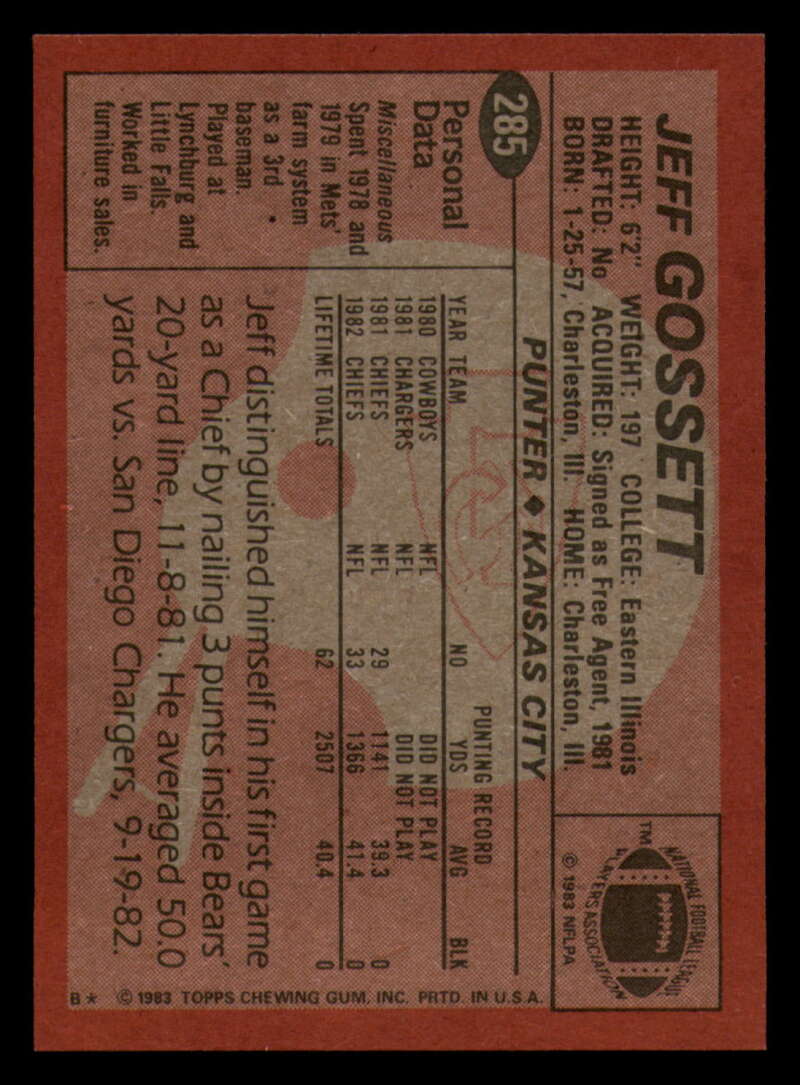 285
JEFF GOSSETT
HEIGHT: 6'2" WEIGHT: 197 COLLEGE: Eastern Illinois
DRAFTED: No ACQUIRED: Signed as Free Agent, 1981
BORN: 1-25-57, Charleston, Ill. HOME: Charleston, Ill.
PUNTER ◆ KANSAS CITY
NATIONAL FOOTBALL LEAGUE
PLAYERS ASSOCIATION
TM
© 1983 NFLPA
Personal
Data
Miscellaneous
Spent 1978 and
1979 in Mets'
farm system
as a 3rd
baseman.
Played at
Lynchburg and
Little Falls.
Worked in
furniture sales.
PUNTING RECORD
YEAR TEAM NO YDS AVG BLK
1980 COWBOYS NFL DID NOT PLAY
1981 CHARGERS NFL DID NOT PLAY
1981 CHIEFS NFL 29 1141 39.3 0
1982 CHIEFS NFL 33 1366 41.4 0
LIFETIME TOTALS 62 2507 40.4 0
Jeff distinguished himself in his first game
as a Chief by nailing 3 punts inside Bears'
20-yard line, 11-8-81. He averaged 50.0
yards vs. San Diego Chargers, 9-19-82.
B* © 1983 TOPPS CHEWING GUM, INC. PRTD. IN U.S.A.